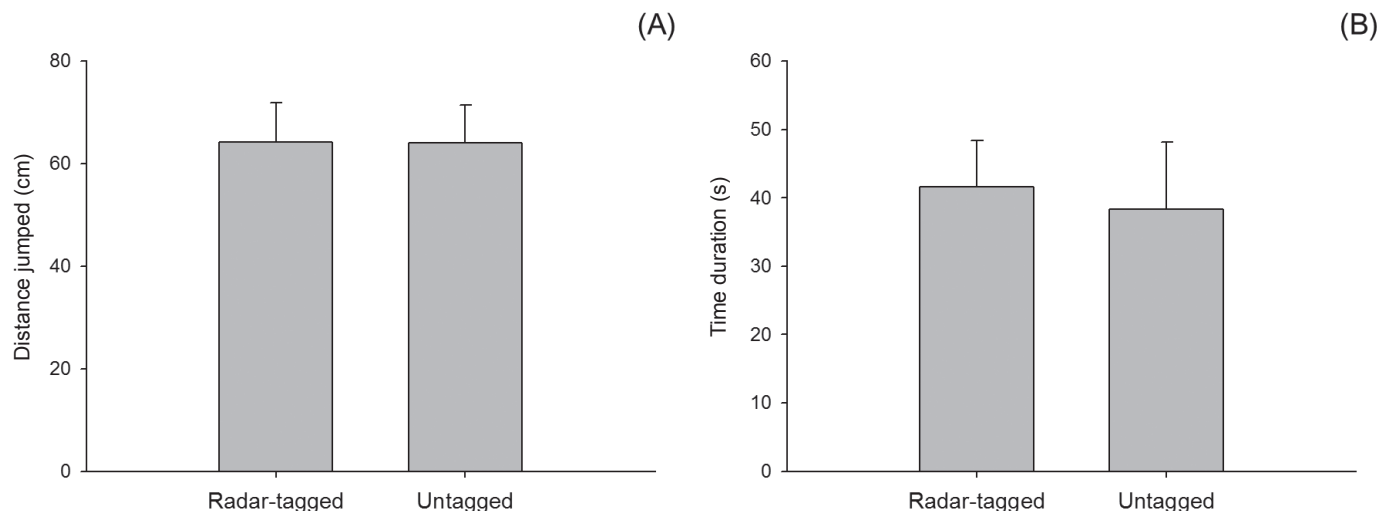 (A)
Distance jumped (cm)
80
60
40
20
0
Radar-tagged
Untagged
(B)
Time duration (s)
60
50
40
30
20
10
0
Radar-tagged
Untagged